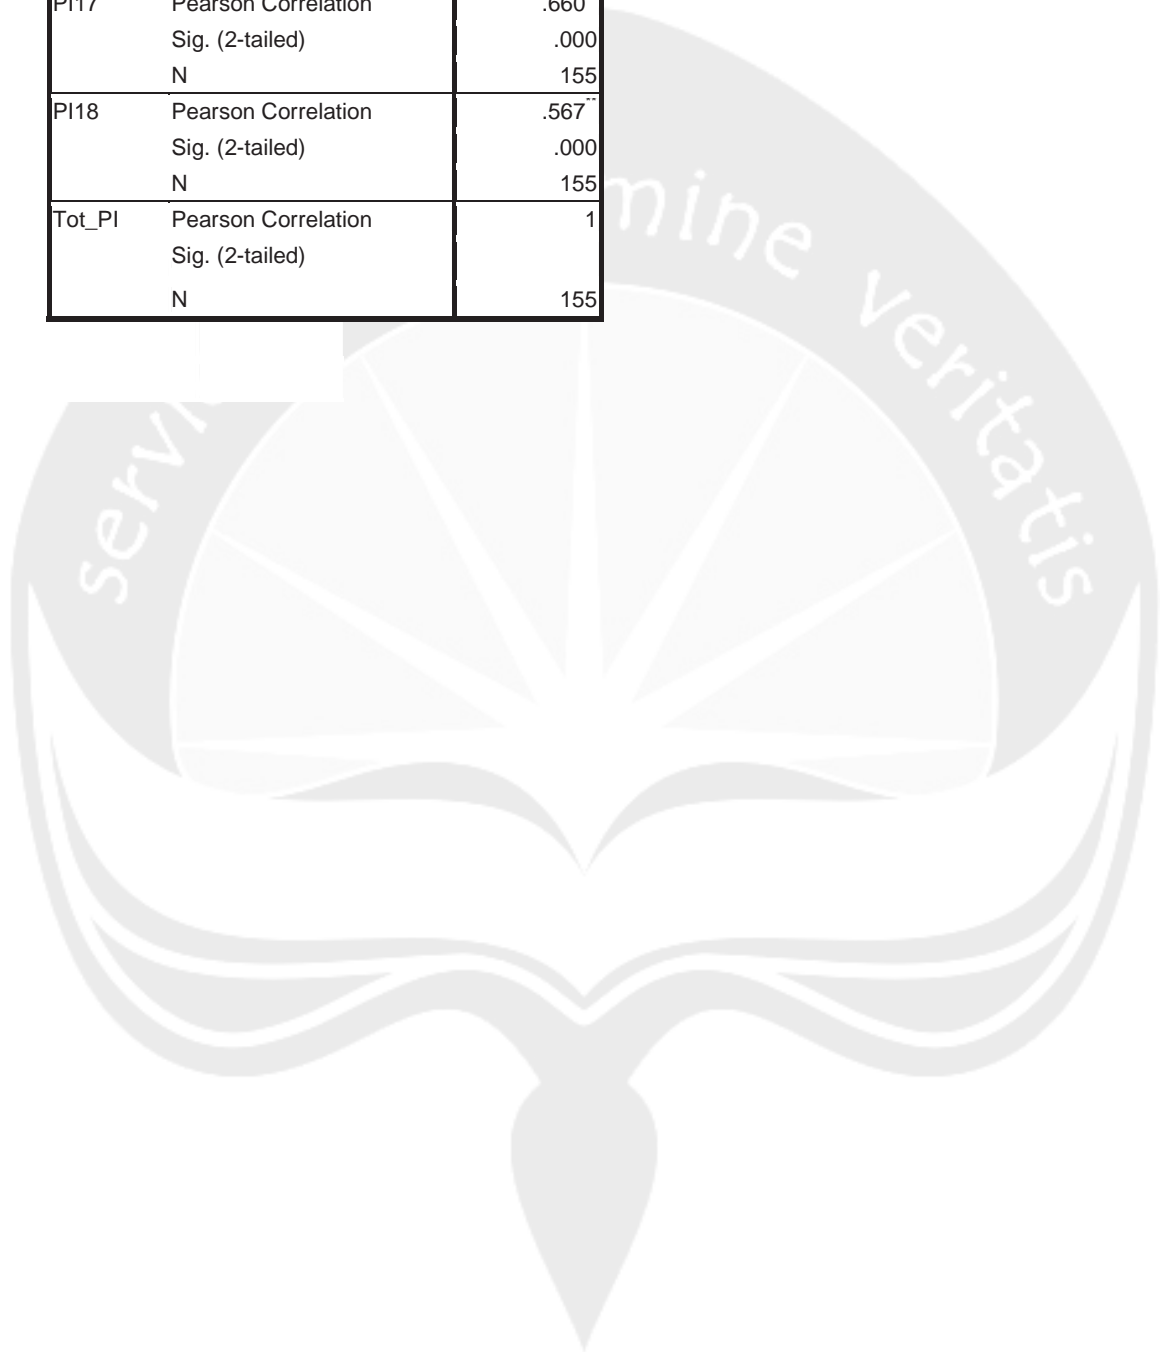 PI17 Pearson Correlation .660
Sig. (2-tailed) .000
N 155
PI18 Pearson Correlation .567**
Sig. (2-tailed) .000
N 155
Tot_PI Pearson Correlation 1
Sig. (2-tailed)
N 155
mine veritatis